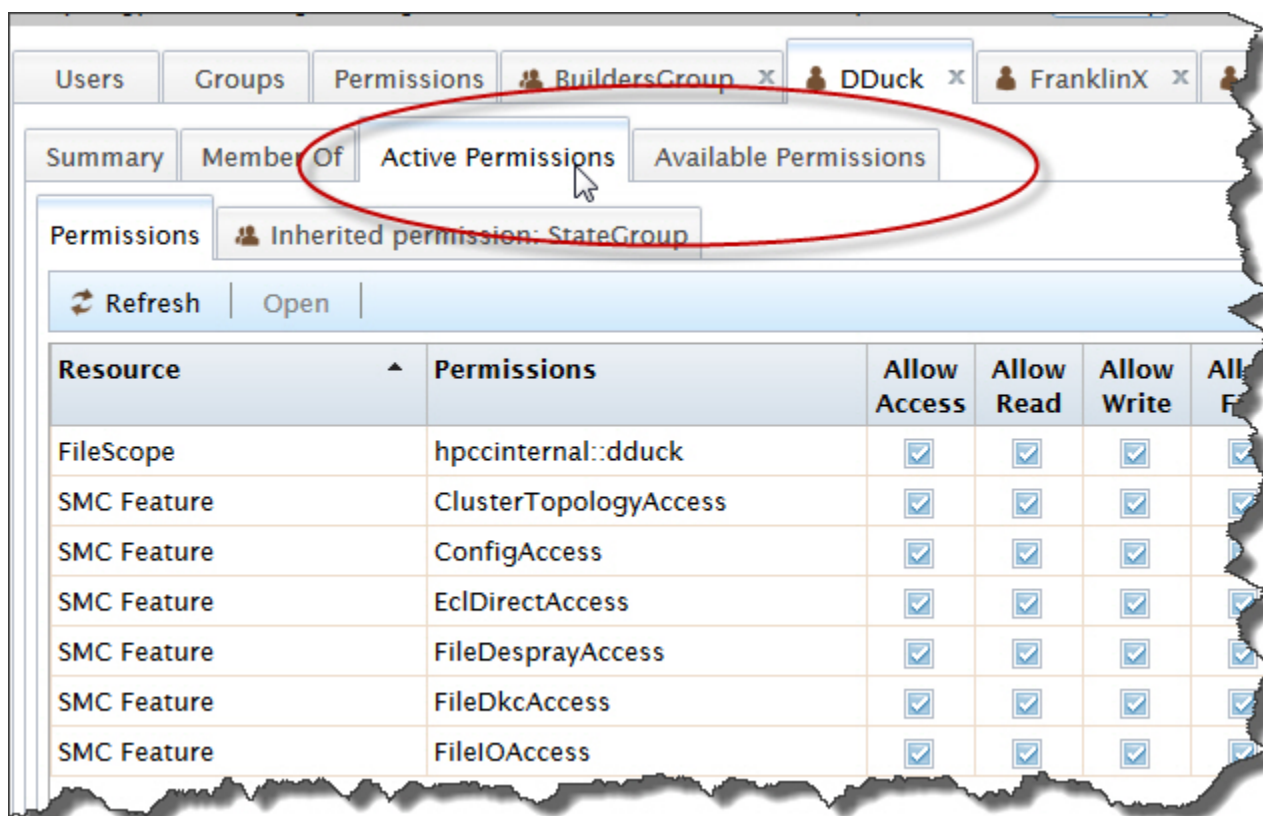 Users Groups Permissions BuildersGroup x DDuck x FranklinX x
Summary Member Of Active Permissions Available Permissions
Permissions Inherited permission: StateGroup
Refresh Open
Resource Permissions Allow Access Allow Read Allow Write
FileScope hpccinternal::dduck
SMC Feature ClusterTopologyAccess
SMC Feature ConfigAccess
SMC Feature EclDirectAccess
SMC Feature FileDesprayAccess
SMC Feature FileDkcAccess
SMC Feature FileIOAccess